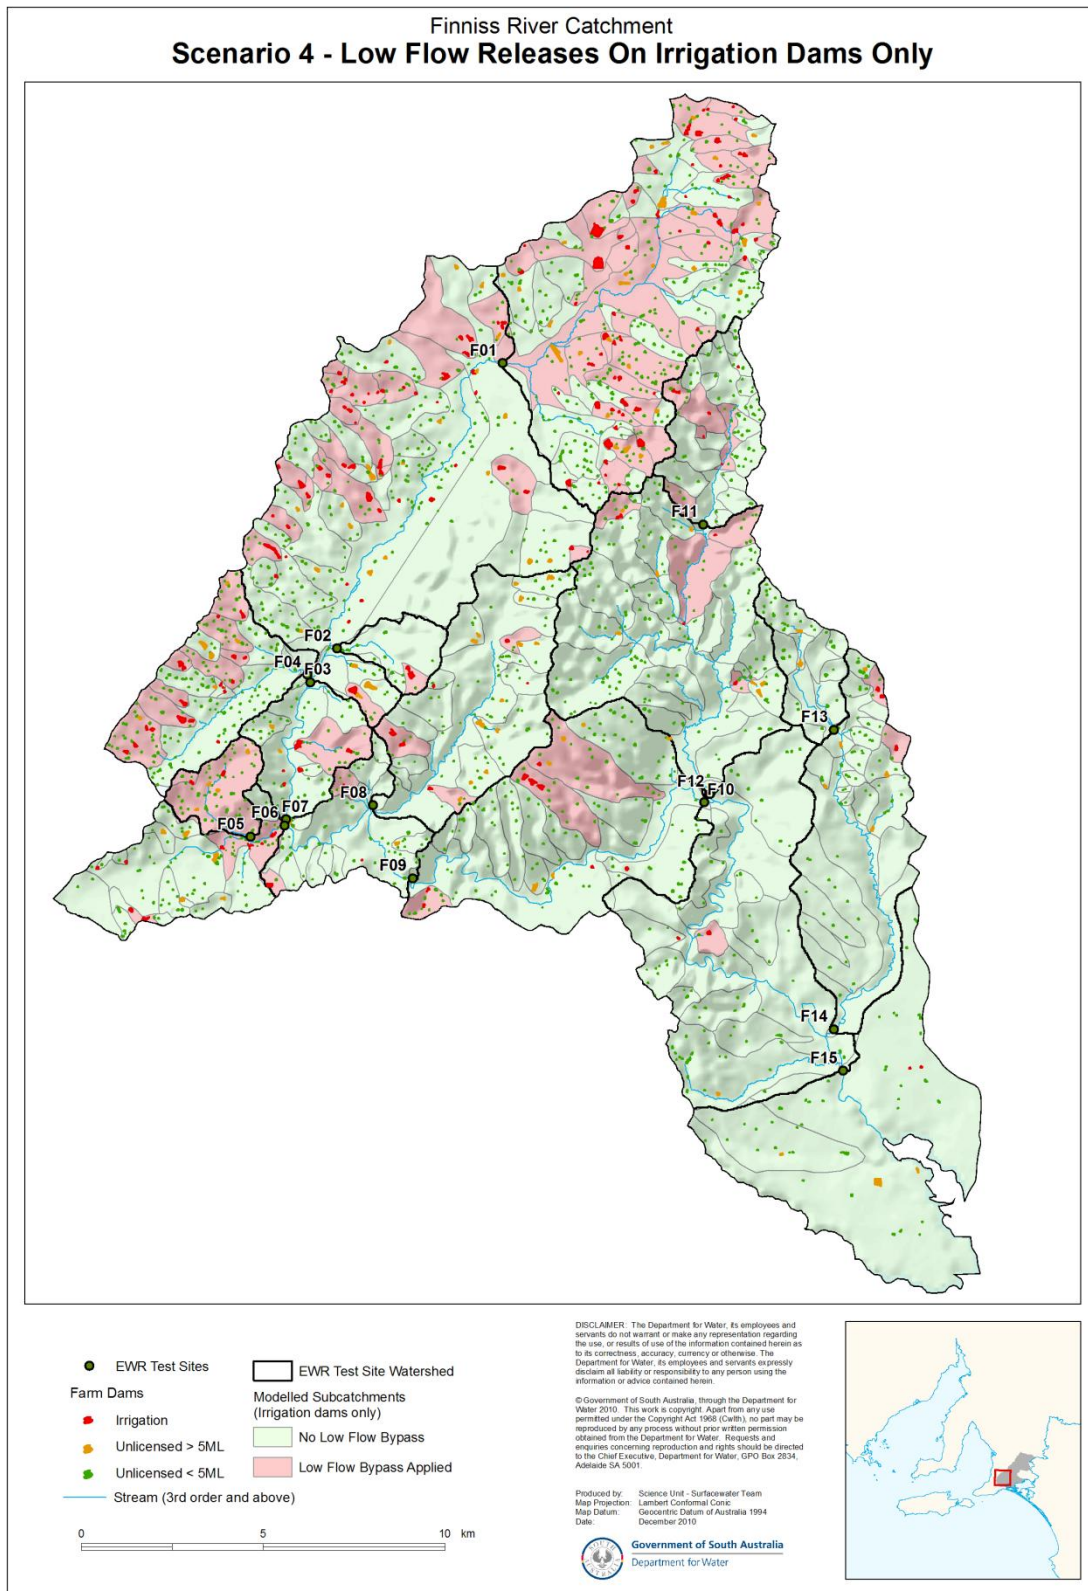 Finniss River Catchment
Scenario 4 - Low Flow Releases On Irrigation Dams Only
F01
F11
F02
F04
F03
F13
F12
F10
F08
F07
F06
F05
F09
F14
F15
EWR Test Sites
Farm Dams
Irrigation
Unlicensed > 5ML
Unlicensed < 5ML
Stream (3rd order and above)
0 5 10 km
EWR Test Site Watershed
Modelled Subcatchments
(Irrigation dams only)
No Low Flow Bypass
Low Flow Bypass Applied
DISCLAIMER: The Department for Water, its employees and
servants do not warrant or make any representation regarding
the use, or results of use of the information contained herein as
to its correctness, accuracy, currency or otherwise. The
Department for Water, its employees and servants expressly
disclaim all liability or responsibility to any person using the
information or advice contained herein.
© Government of South Australia, through the Department for
Water 2010. This work is copyright. Apart from any use
permitted under the Copyright Act 1968 (Cwlth), no part may be
reproduced by any process without prior written permission
obtained from the Department for Water. Requests and
enquiries concerning reproduction and rights should be directed
to the Chief Executive, Department for Water, GPO Box 2834,
Adelaide SA 5001.
Produced by: Science Unit - Surfacewater Team
Map Projection: Lambert Conformal Conic
Map Datum: Geocentric Datum of Australia 1994
Date: December 2010
SOUTH AUSTRALIA
Government of South Australia
Department for Water